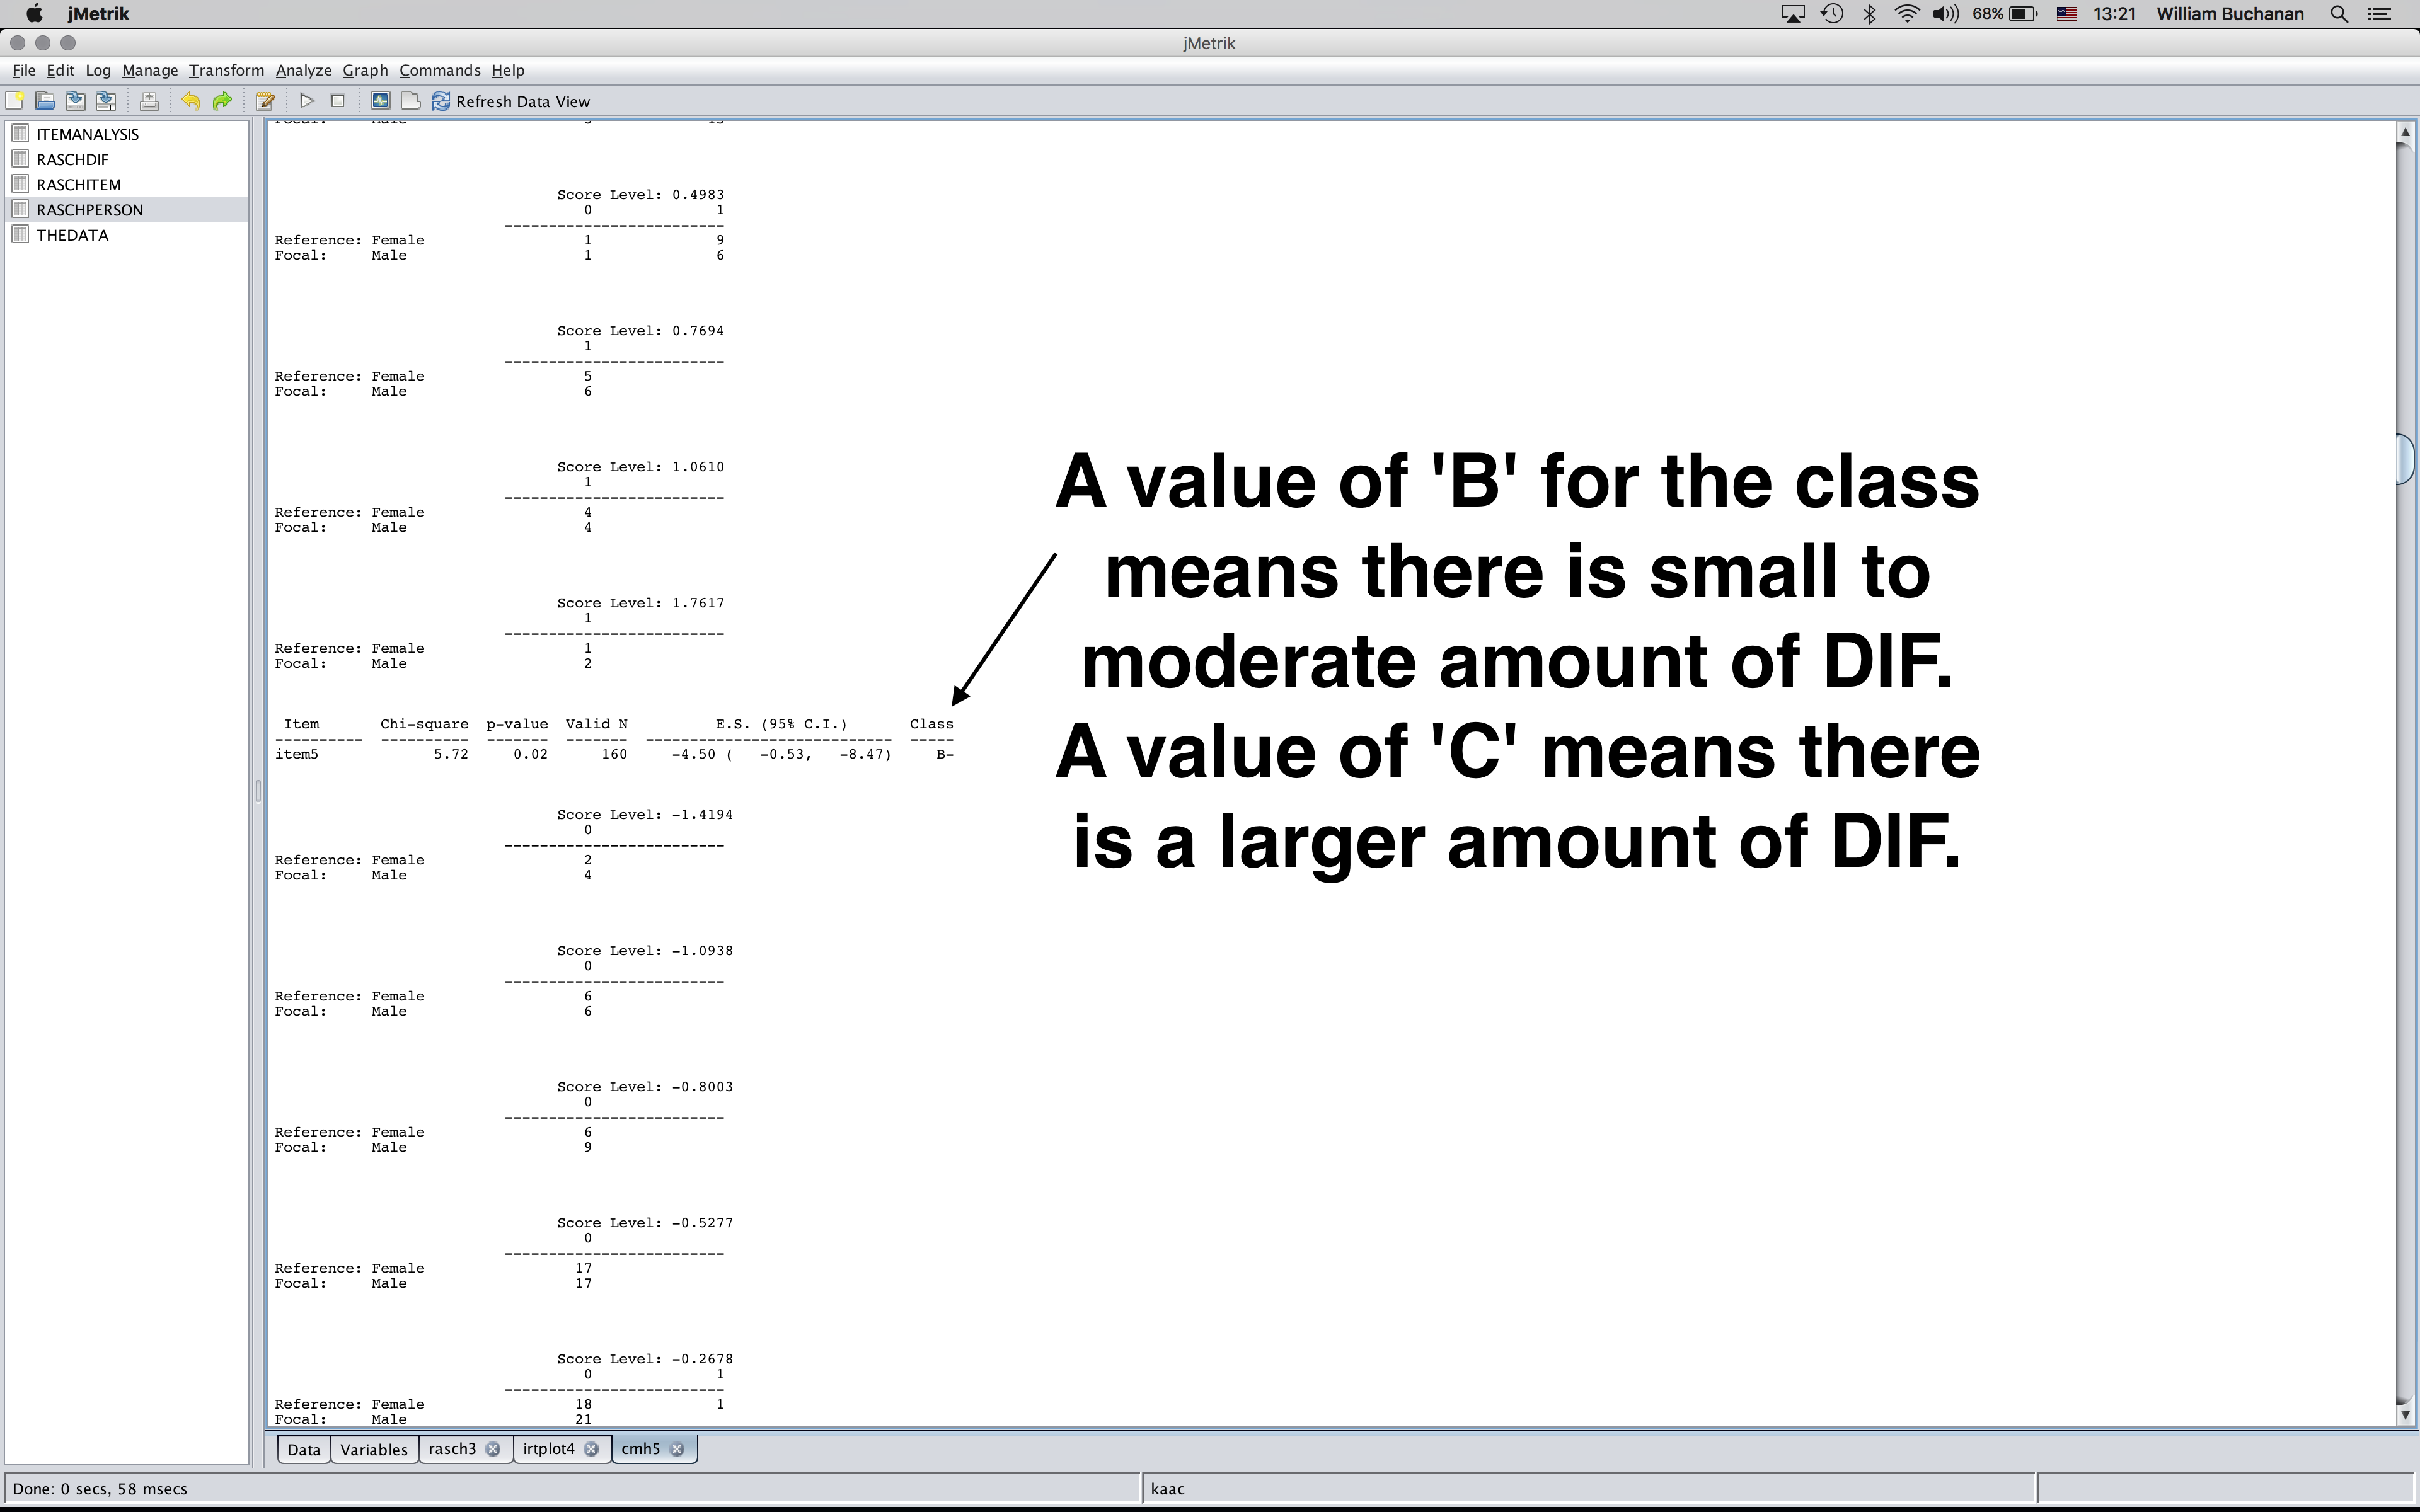 jMetrik
68%
13:21
William Buchanan
jMetrik
File Edit Log Manage Transform Analyze Graph Commands Help
Refresh Data View
ITEMANALYSIS
RASCHDIF
RASCHITEM
RASCHPERSON
THEDATA
Focal: Male
Score Level: 0.4983
0 1
-------------------------
Reference: Female 1 9
Focal: Male 1 6
Score Level: 0.7694
1
-------------------------
Reference: Female 5
Focal: Male 6
Score Level: 1.0610
1
-------------------------
Reference: Female 4
Focal: Male 4
Score Level: 1.7617
1
-------------------------
Reference: Female 1
Focal: Male 2
Item Chi-square p-value Valid N E.S. (95% C.I.) Class
---------- ---------- ------- ------- ---------------------------- -----
item5 5.72 0.02 160 -4.50 ( -0.53, -8.47) B-
Score Level: -1.4194
0
-------------------------
Reference: Female 2
Focal: Male 4
Score Level: -1.0938
0
-------------------------
Reference: Female 6
Focal: Male 6
Score Level: -0.8003
0
-------------------------
Reference: Female 6
Focal: Male 9
Score Level: -0.5277
0
-------------------------
Reference: Female 17
Focal: Male 17
Score Level: -0.2678
0 1
-------------------------
Reference: Female 18 1
Focal: Male 21
A value of 'B' for the class
means there is small to
moderate amount of DIF.
A value of 'C' means there
is a larger amount of DIF.
Data Variables rasch3 irtplot4 cmh5
Done: 0 secs, 58 msecs
kaac